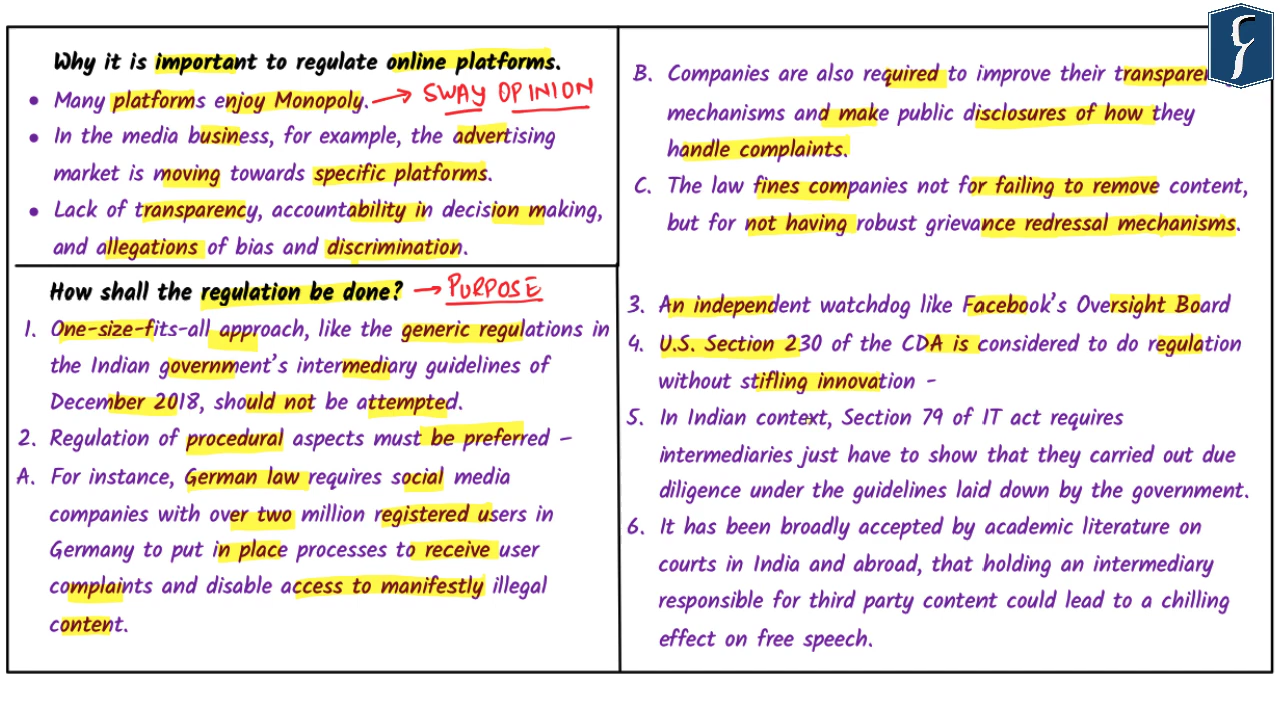 Why it is important to regulate online platforms.
• Many platforms enjoy Monopoly. → SWAY OPINION
• In the media business, for example, the advertising
market is moving towards specific platforms.
• Lack of transparency, accountability in decision making,
and allegations of bias and discrimination.
How shall the regulation be done? → PURPOSE
1. One-size-fits-all approach, like the generic regulations in
the Indian government's intermediary guidelines of
December 2018, should not be attempted.
2. Regulation of procedural aspects must be preferred –
A. For instance, German law requires social media
companies with over two million registered users in
Germany to put in place processes to receive user
complaints and disable access to manifestly illegal
content.
B. Companies are also required to improve their
mechanisms and make public disclosures of how they
handle complaints.
C. The law fines companies not for failing to remove content,
but for not having robust grievance redressal mechanisms.
3. An independent watchdog like Facebook's Oversight Board
4. U.S. Section 230 of the CDA is considered to do regulation
without stifling innovation –
5. In Indian context, Section 79 of IT act requires
intermediaries just have to show that they carried out due
diligence under the guidelines laid down by the government.
6. It has been broadly accepted by academic literature on
courts in India and abroad, that holding an intermediary
responsible for third party content could lead to a chilling
effect on free speech.